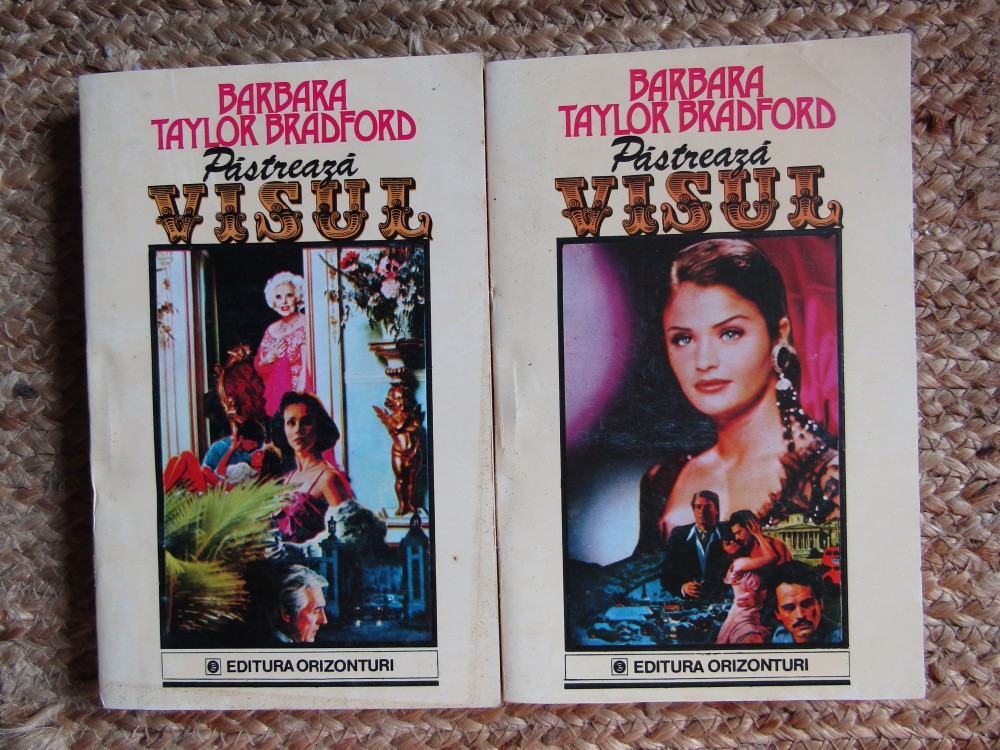 BARBARA
TAYLOR BRADFORD
Păstrează
VISUL
EDITURA ORIZONTURI
BARBARA
TAYLOR BRADFORD
Păstrează
VISUL
EDITURA ORIZONTURI